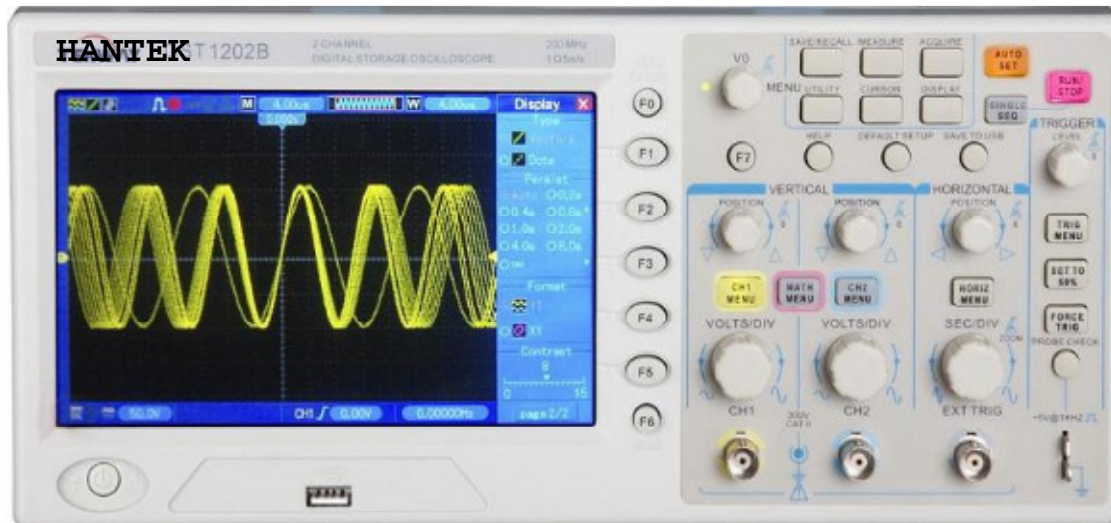 HANTEK
ST1202B
2 CHANNEL
DIGITAL STORAGE OSCILLOSCOPE
200 MHz
1 GSa/s
M 4.00us
W 4.00us
0.000s
Display X
Type
Vectors
Dots
Persist
Auto 0.2s
0.4s 0.8s
1.0s 2.0s
4.0s 8.0s
∞
Format
YT
XY
Contrast
8
0 15
page 2/2
50.0V
CH1 0.00V
0.00000Hz
F0
F1
F2
F3
F4
F5
F6
V0
MENU
SAVE/RECALL MEASURE ACQUIRE
UTILITY CURSOR DISPLAY
AUTO SET
RUN/
STOP
SINGLE
SEQ
F7
HELP DEFAULT SETUP SAVE TO USB
TRIGGER
LEVEL
VERTICAL
HORIZONTAL
POSITION
POSITION
POSITION
TRIG
MENU
SET TO
50%
FORCE
TRIG
PROBE CHECK
CH1
MENU
MATH
MENU
CH2
MENU
HORIZ
MENU
VOLTS/DIV
VOLTS/DIV
SEC/DIV
ZOOM
CH1
300V
CAT II
CH2
EXT TRIG
~5V@1KHZ